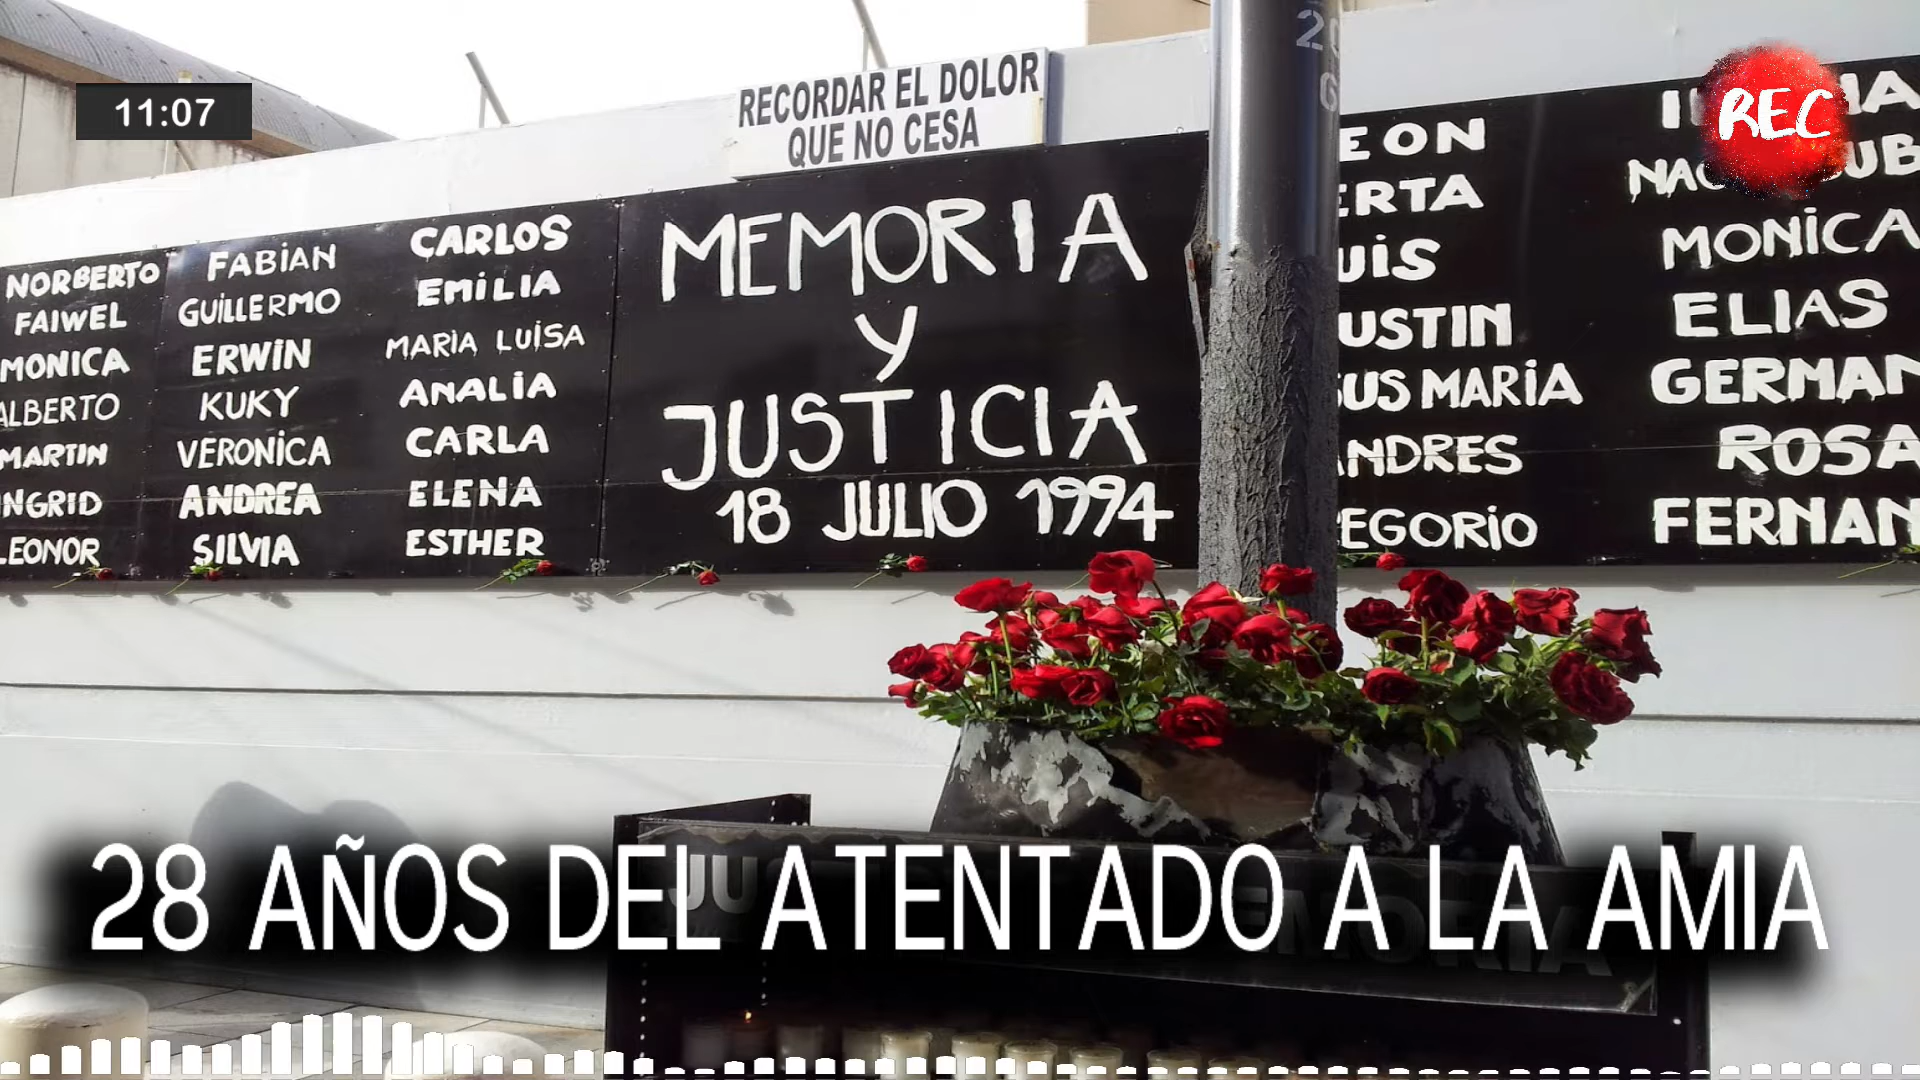 11:07
REC
RECORDAR EL DOLOR
QUE NO CESA
NORBERTO
FAIWEL
MONICA
ALBERTO
MARTIN
INGRID
LEONOR
FABiAN
GUiLLERMO
ERWiN
KUKY
VERONiCA
ANDREA
SILVIA
CARLOS
EMiLIA
MARIA LUiSA
ANALiA
CARLA
ELENA
ESTHER
MEMORIA
Y
JUSTICIA
18 JULIO 1994
EON
ERTA
UiS
USTIN
SUS MARiA
ANDRES
EGORiO
MONiCA
ELIAS
GERMAN
ROSA
FERNAN
28 AÑOS DEL ATENTADO A LA AMIA